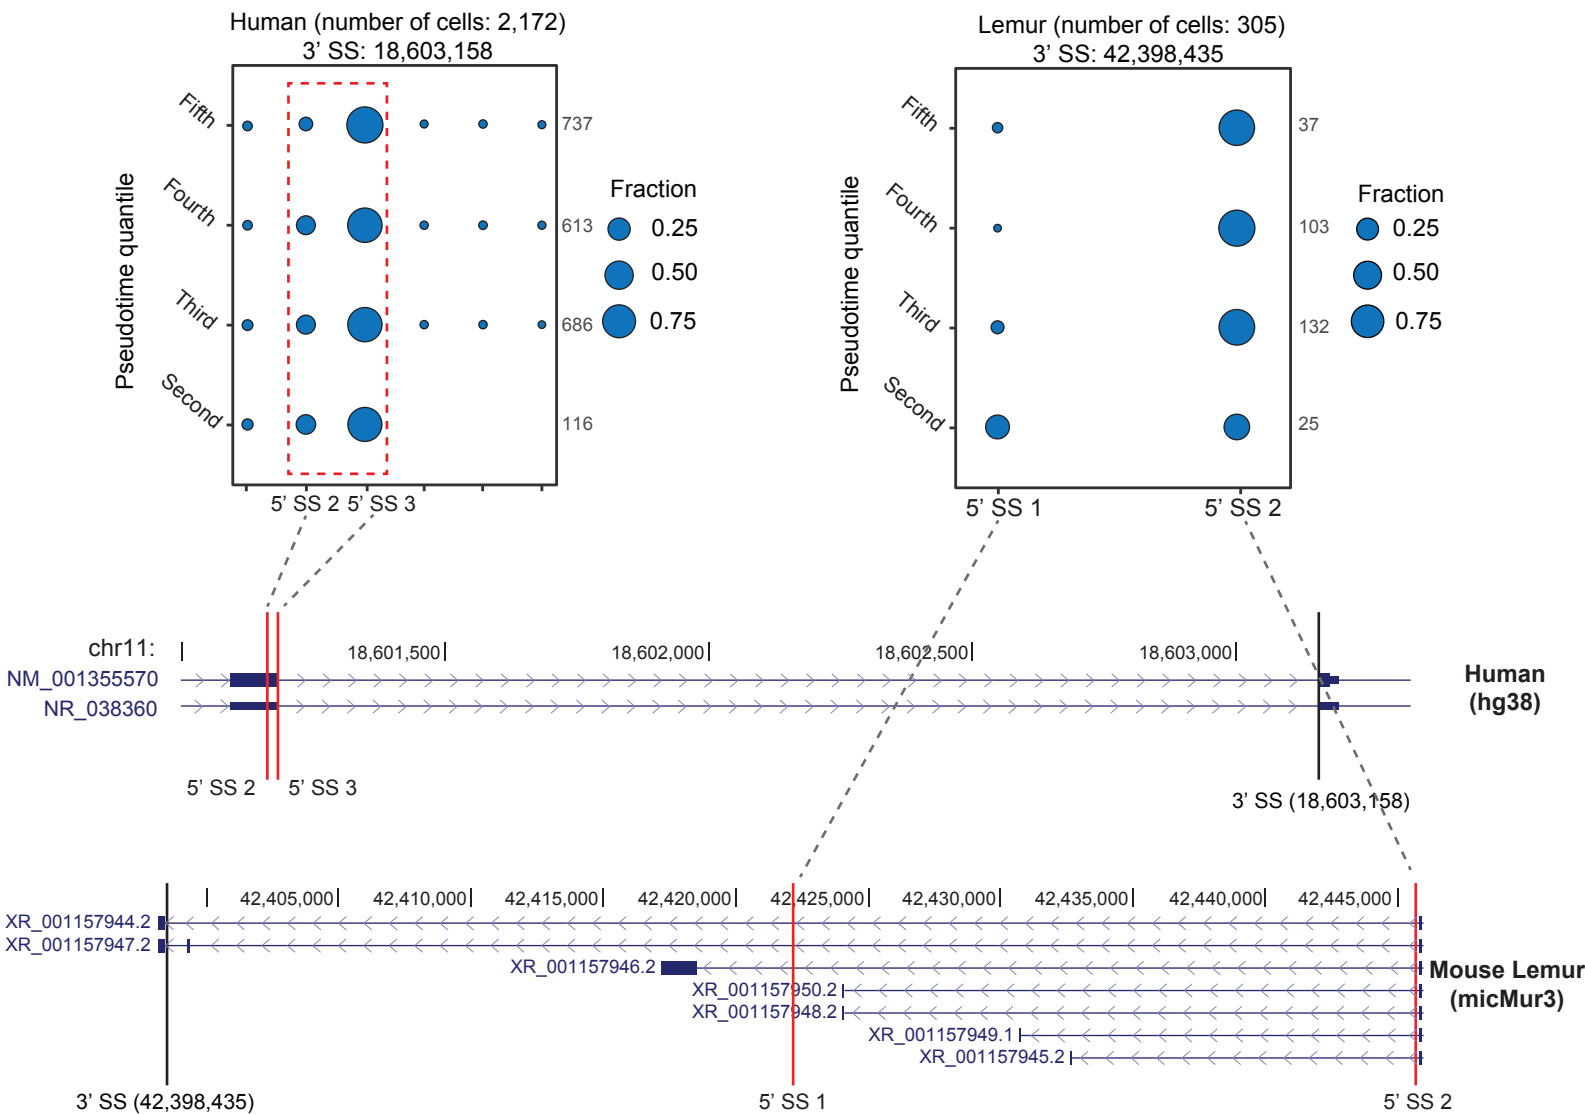 Human (number of cells: 2,172)
3’ SS: 18,603,158
Pseudotime quantile
Fifth
737
Fourth
613
Third
686
Second
116
5’ SS 2
5’ SS 3
Fraction
0.25
0.50
0.75
Lemur (number of cells: 305)
3’ SS: 42,398,435
Pseudotime quantile
Fifth
37
Fourth
103
Third
132
Second
25
5’ SS 1
5’ SS 2
Fraction
0.25
0.50
0.75
chr11:
18,601,500
18,602,000
18,602,500
18,603,000
NM_001355570
NR_038360
Human
(hg38)
5’ SS 2
5’ SS 3
3’ SS (18,603,158)
42,405,000
42,410,000
42,415,000
42,420,000
42,425,000
42,430,000
42,435,000
42,440,000
42,445,000
XR_001157944.2
XR_001157947.2
XR_001157946.2
XR_001157950.2
XR_001157948.2
XR_001157949.1
XR_001157945.2
Mouse Lemur
(micMur3)
3’ SS (42,398,435)
5’ SS 1
5’ SS 2